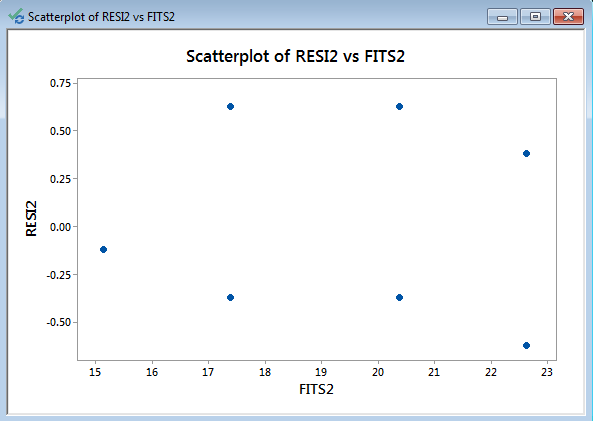 Scatterplot of RESI2 vs FITS2
Scatterplot of RESI2 vs FITS2
0.75
0.50
0.25
0.00
-0.25
-0.50
RESI2
15 16 17 18 19 20 21 22 23
FITS2